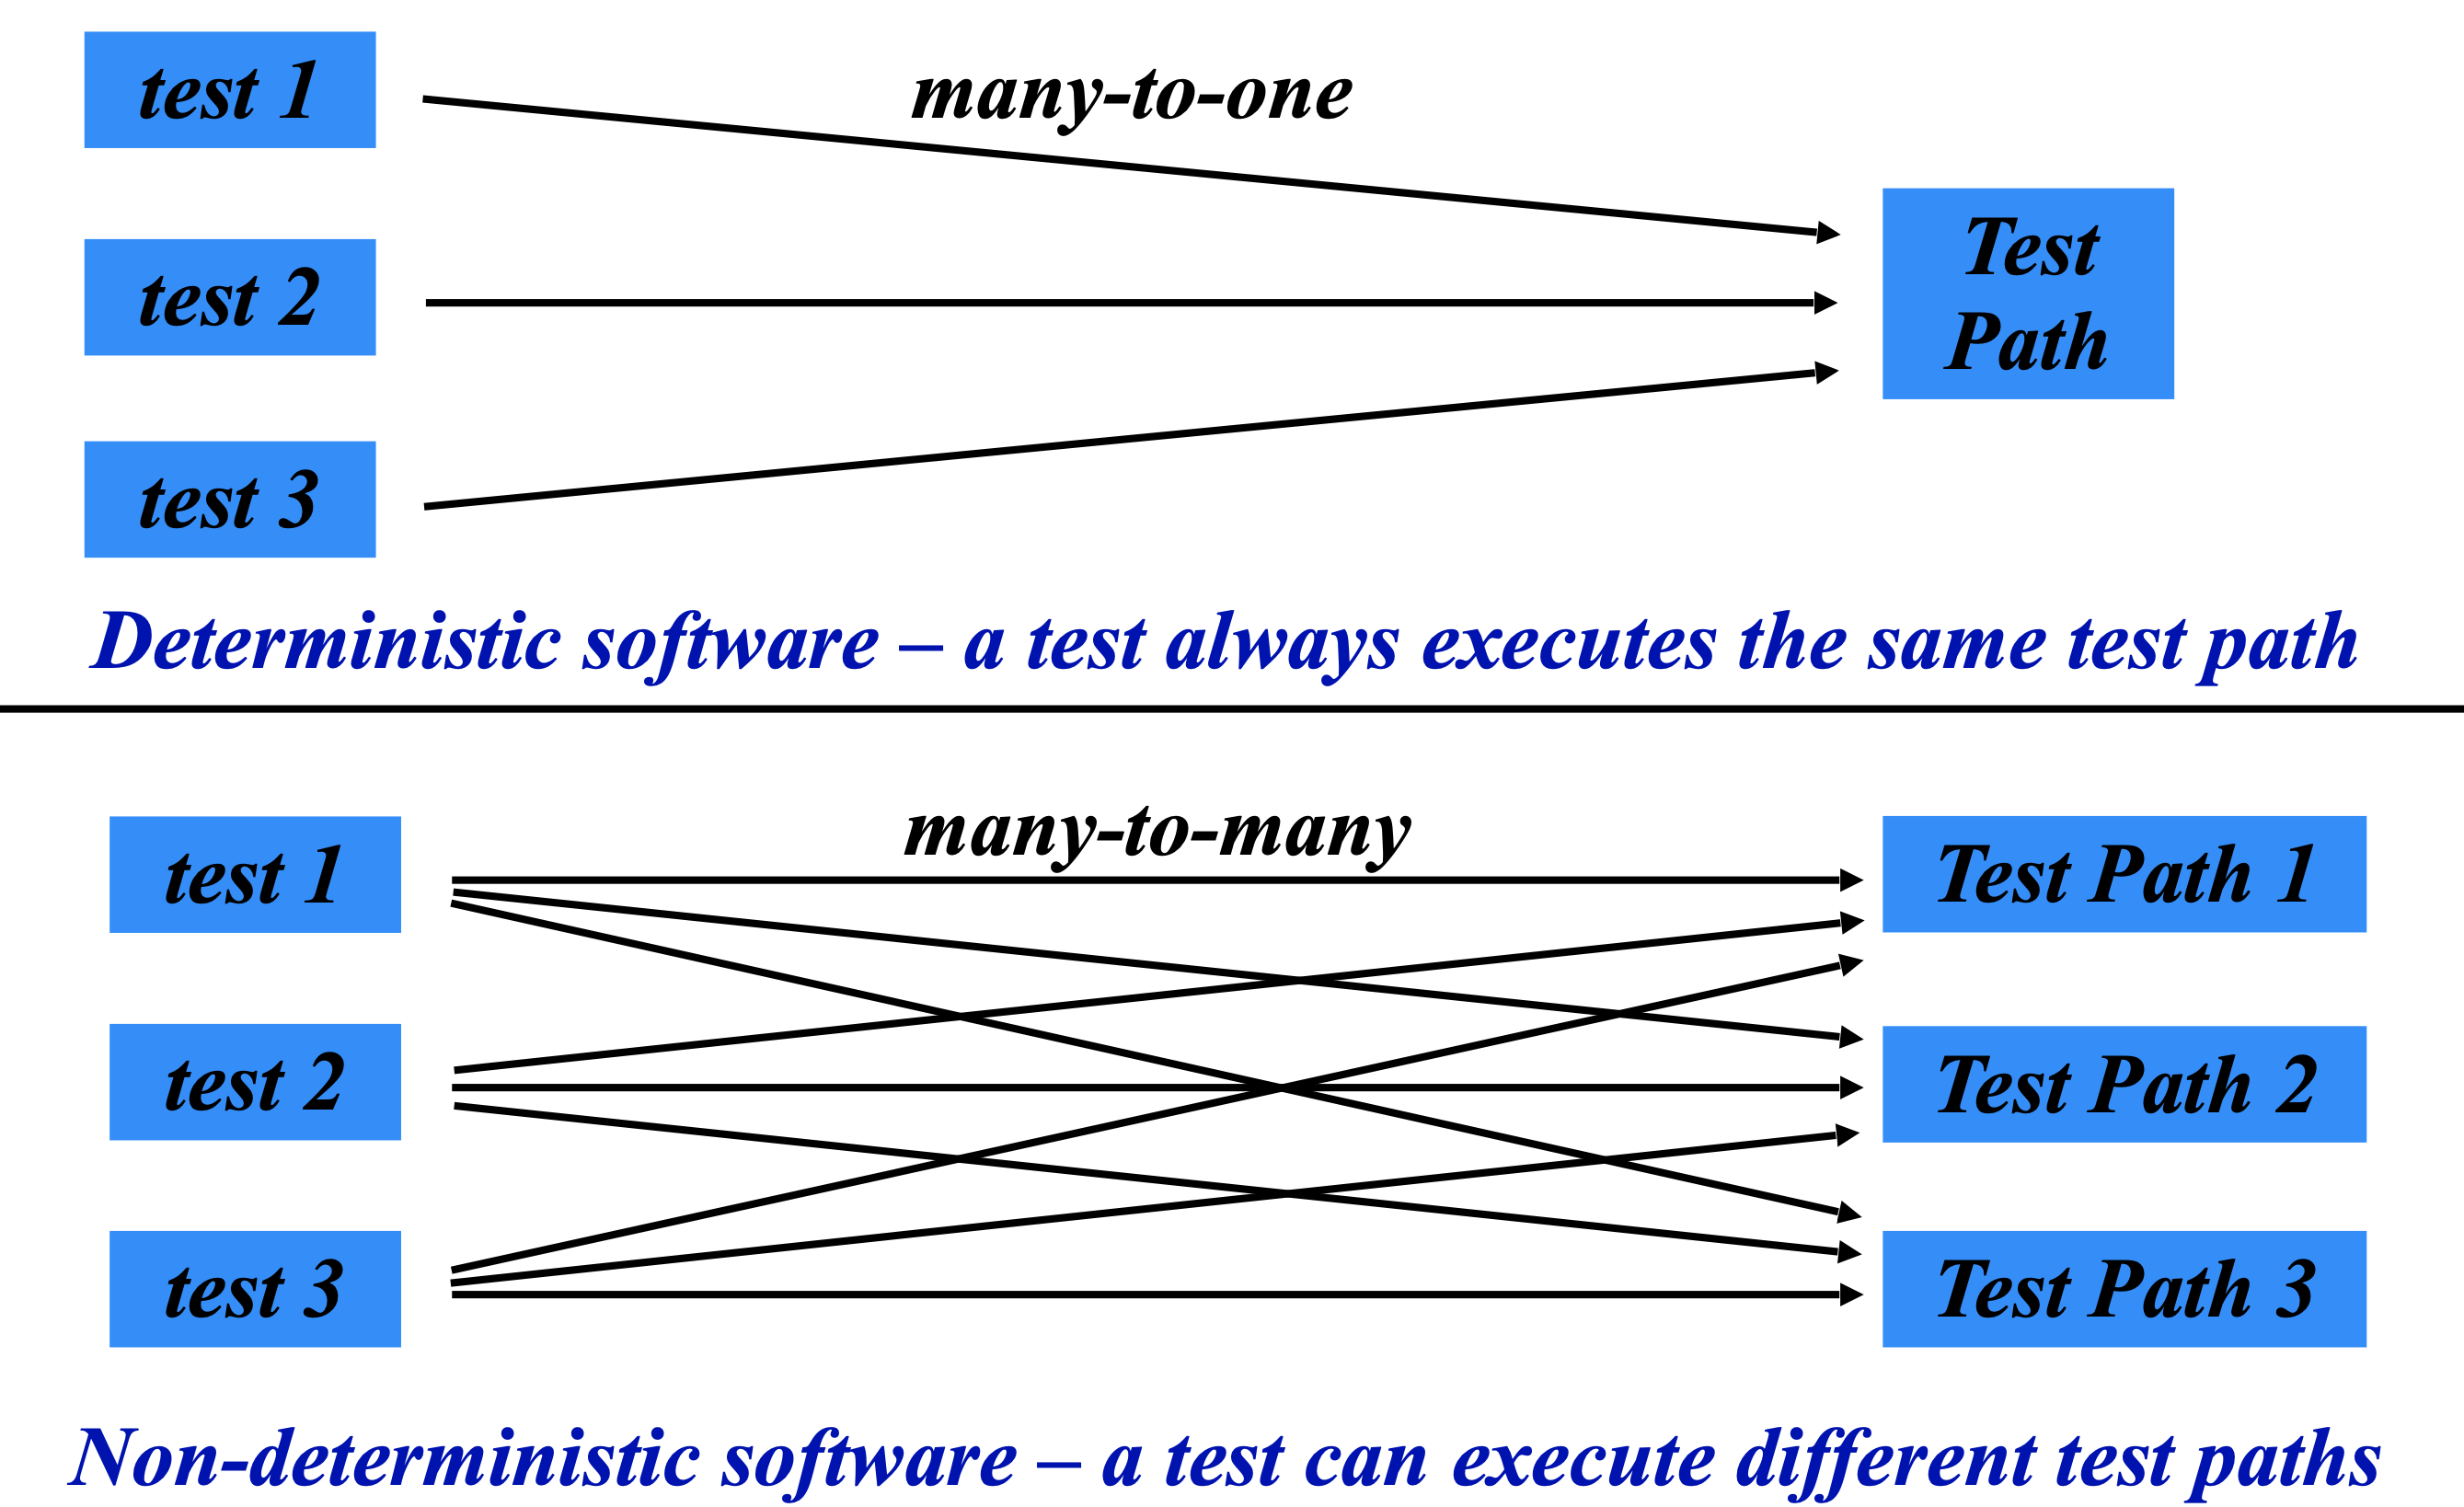 test 1
many-to-one
test 2
Test
Path
test 3
Deterministic software – a test always executes the same test path
many-to-many
test 1
Test Path 1
test 2
Test Path 2
test 3
Test Path 3
Non-deterministic software – a test can execute different test paths